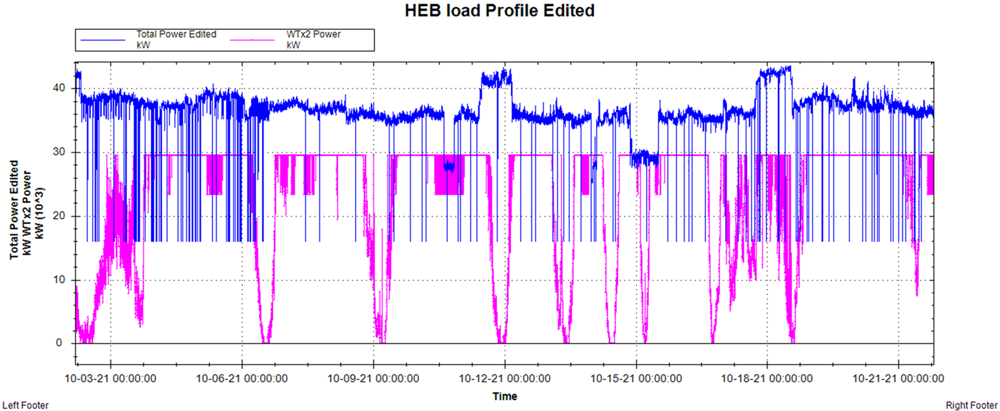 HEB load Profile Edited
Total Power Edited
kW
WTx2 Power
kW
Total Power Edited
kW WTx2 Power
kW (10^3)
40
30
20
10
0
10-03-21 00:00:00
10-06-21 00:00:00
10-09-21 00:00:00
10-12-21 00:00:00
10-15-21 00:00:00
10-18-21 00:00:00
10-21-21 00:00:00
Time
Left Footer
Right Footer